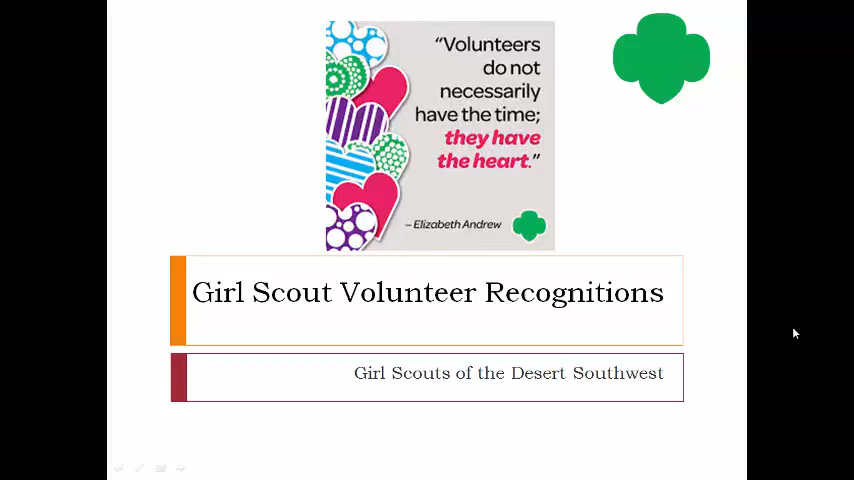 “Volunteers
do not
necessarily
have the time;
they have
the heart.”
– Elizabeth Andrew
Girl Scout Volunteer Recognitions
Girl Scouts of the Desert Southwest